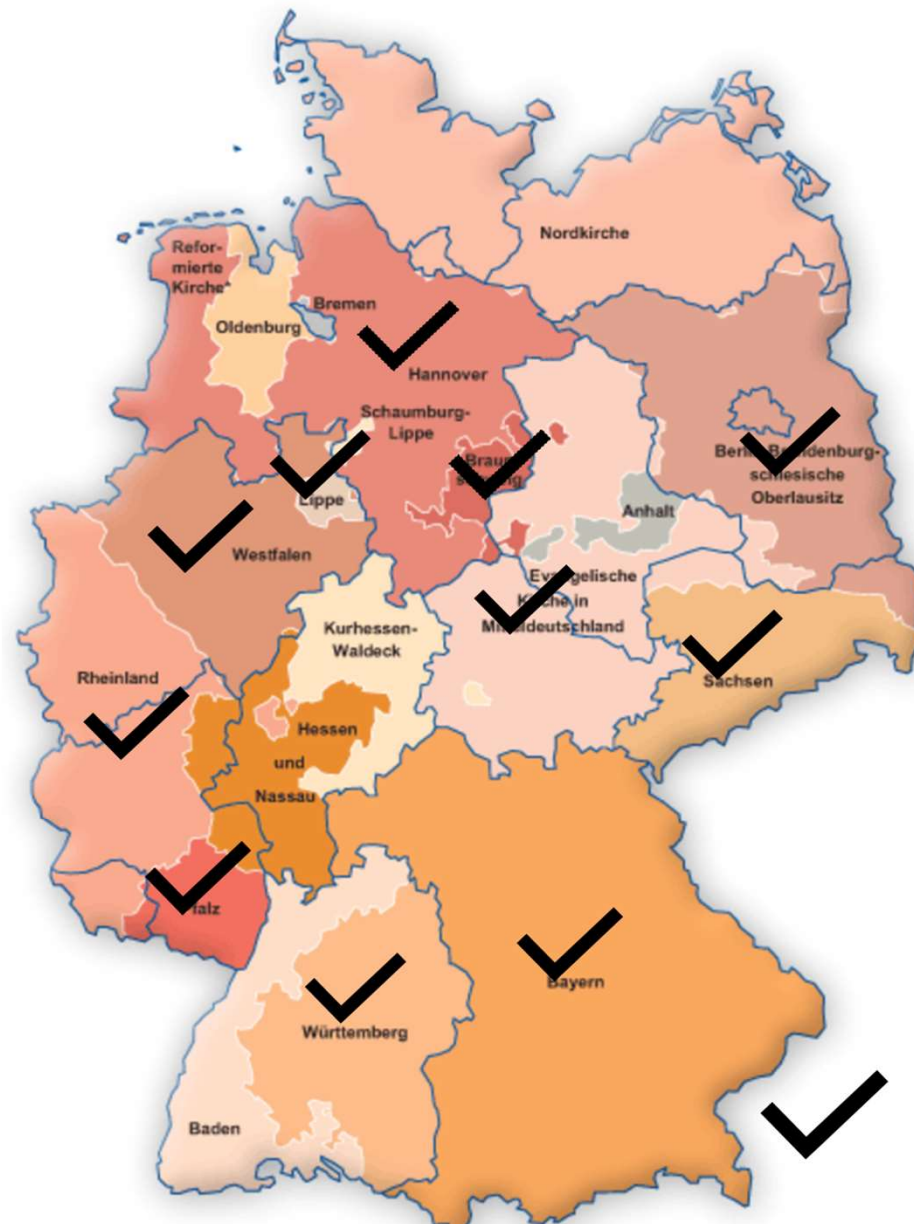 Nordkirche
Refor-
mierte
Kirche*
Bremen
Oldenburg
Hannover
Schaumburg-
Lippe
Lippe
Anhalt
Oberlausitz
Westfalen
Evangelische
Kurhessen-
Waldeck
Rheinland
Sachsen
Hessen
und
Nassau
Bayern
Württemberg
Baden